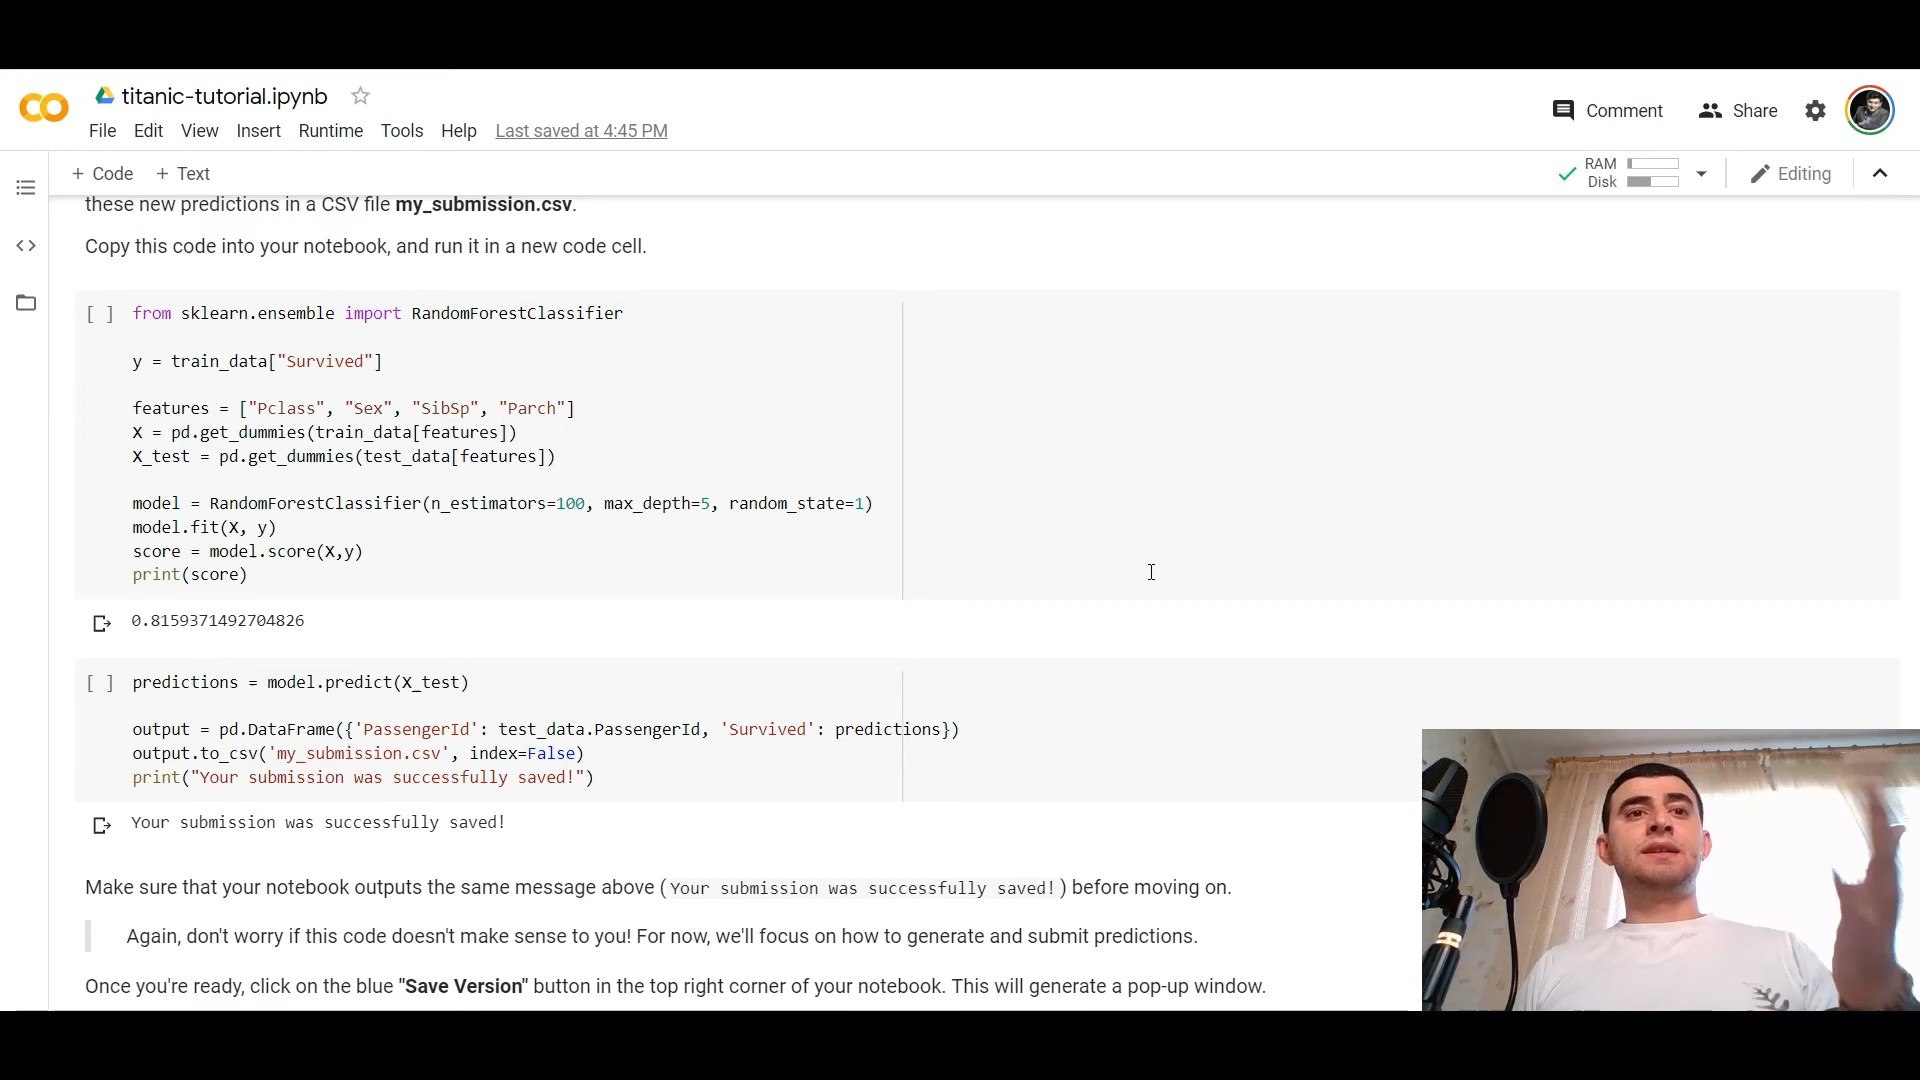 titanic-tutorial.ipynb
File Edit View Insert Runtime Tools Help Last saved at 4:45 PM
Comment Share
+ Code + Text
RAM
Disk
Editing
these new predictions in a CSV file my_submission.csv.
Copy this code into your notebook, and run it in a new code cell.
[ ] from sklearn.ensemble import RandomForestClassifier
y = train_data["Survived"]
features = ["Pclass", "Sex", "SibSp", "Parch"]
X = pd.get_dummies(train_data[features])
X_test = pd.get_dummies(test_data[features])
model = RandomForestClassifier(n_estimators=100, max_depth=5, random_state=1)
model.fit(X, y)
score = model.score(X,y)
print(score)
0.8159371492704826
[ ] predictions = model.predict(X_test)
output = pd.DataFrame({'PassengerId': test_data.PassengerId, 'Survived': predictions})
output.to_csv('my_submission.csv', index=False)
print("Your submission was successfully saved!")
Your submission was successfully saved!
Make sure that your notebook outputs the same message above (Your submission was successfully saved!) before moving on.
Again, don't worry if this code doesn't make sense to you! For now, we'll focus on how to generate and submit predictions.
Once you're ready, click on the blue "Save Version" button in the top right corner of your notebook. This will generate a pop-up window.